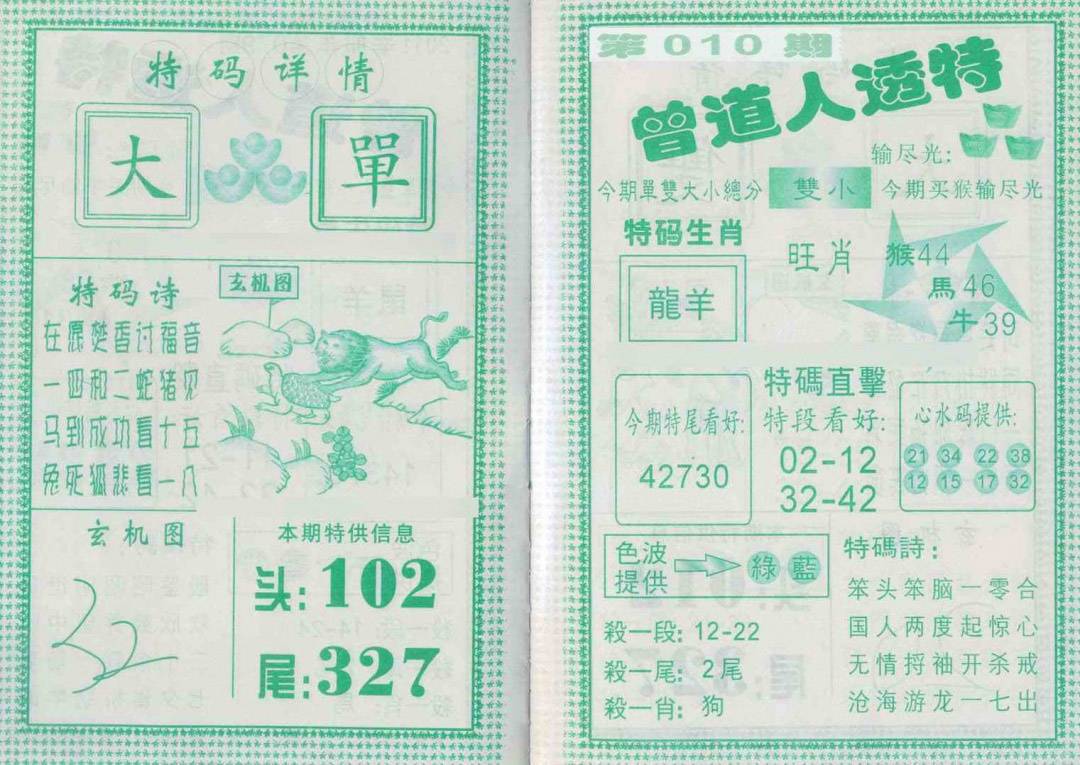 特码详情
大 單
特码诗
在愿焚香讨福音
一四和二蛇猪见
马到成功看十五
兔死狐悲看一八
玄机图
玄机图
本期特供信息
头:102
尾:327
第010期
曾道人透特
输尽光:
今期單雙大小總分 雙小 今期买猴输尽光
特码生肖
龍羊
旺肖
猴44
馬46
牛39
今期特尾看好:
42730
特碼直擊
特段看好:
02-12
32-42
心水码提供:
21 34 22 38
12 15 17 32
色波
提供
綠 藍
殺一段: 12-22
殺一尾: 2尾
殺一肖: 狗
特碼詩:
笨头笨脑一零合
国人两度起惊心
无情捋袖开杀戒
沧海游龙一七出